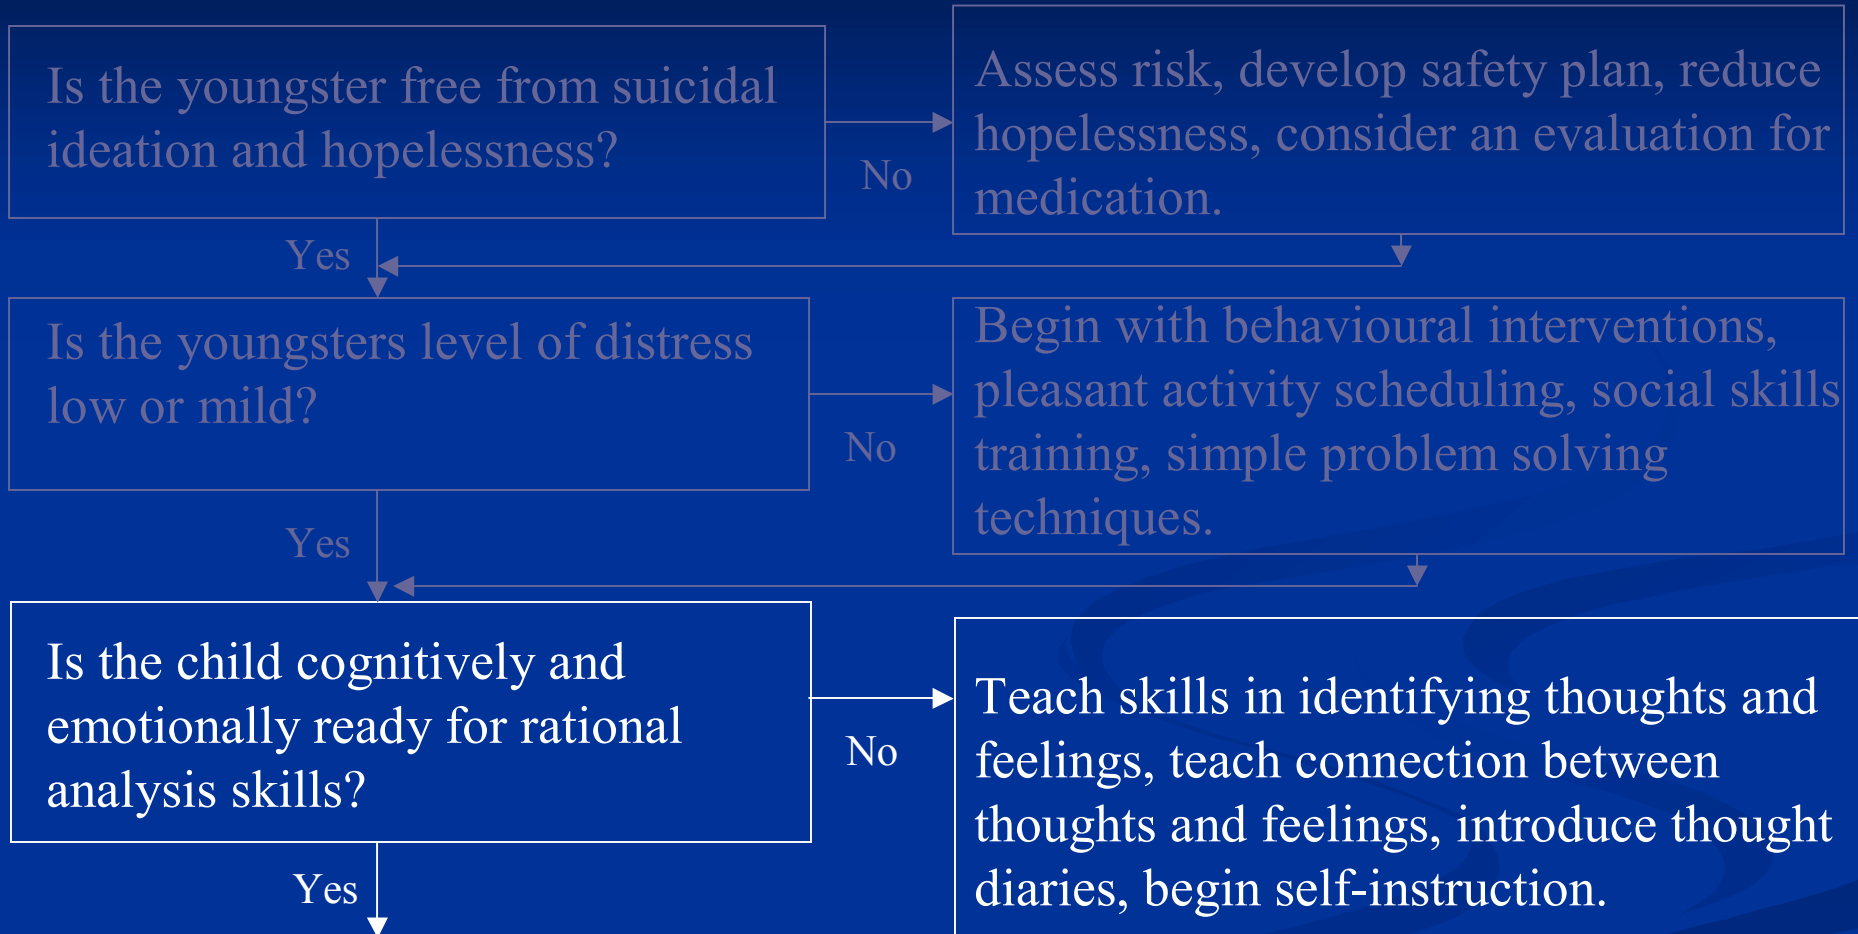 Is the youngster free from suicidal
ideation and hopelessness?
No
Assess risk, develop safety plan, reduce
hopelessness, consider an evaluation for
medication.
Yes
Is the youngsters level of distress
low or mild?
No
Begin with behavioural interventions,
pleasant activity scheduling, social skills
training, simple problem solving
techniques.
Yes
Is the child cognitively and
emotionally ready for rational
analysis skills?
No
Teach skills in identifying thoughts and
feelings, teach connection between
thoughts and feelings, introduce thought
diaries, begin self-instruction.
Yes